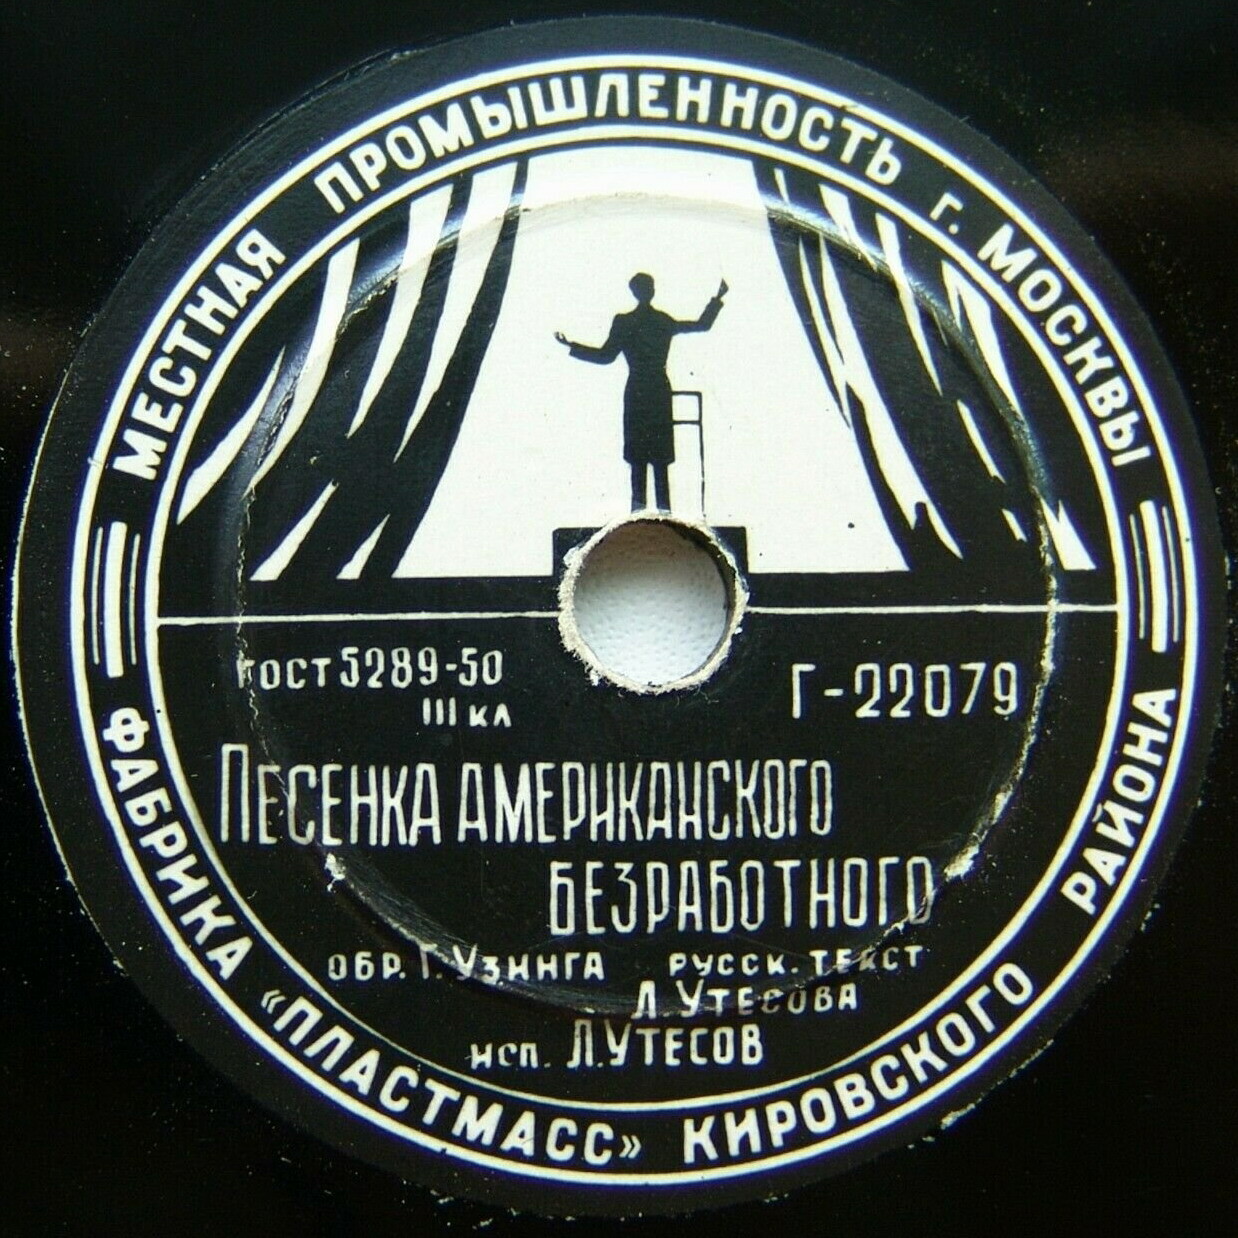 МЕСТНАЯ ПРОМЫШЛЕННОСТЬ г. МОСКВЫ
ГОСТ 5289-50
III КЛ
Г-22079
ПЕСЕНКА АМЕРИКАНСКОГО
БЕЗРАБОТНОГО
ОБР. Г. УЗИНГА РУССК. ТЕКСТ
Л. УТЕСОВА
исп. Л. УТЕСОВ
ФАБРИКА «ПЛАСТМАСС» КИРОВСКОГО РАЙОНА